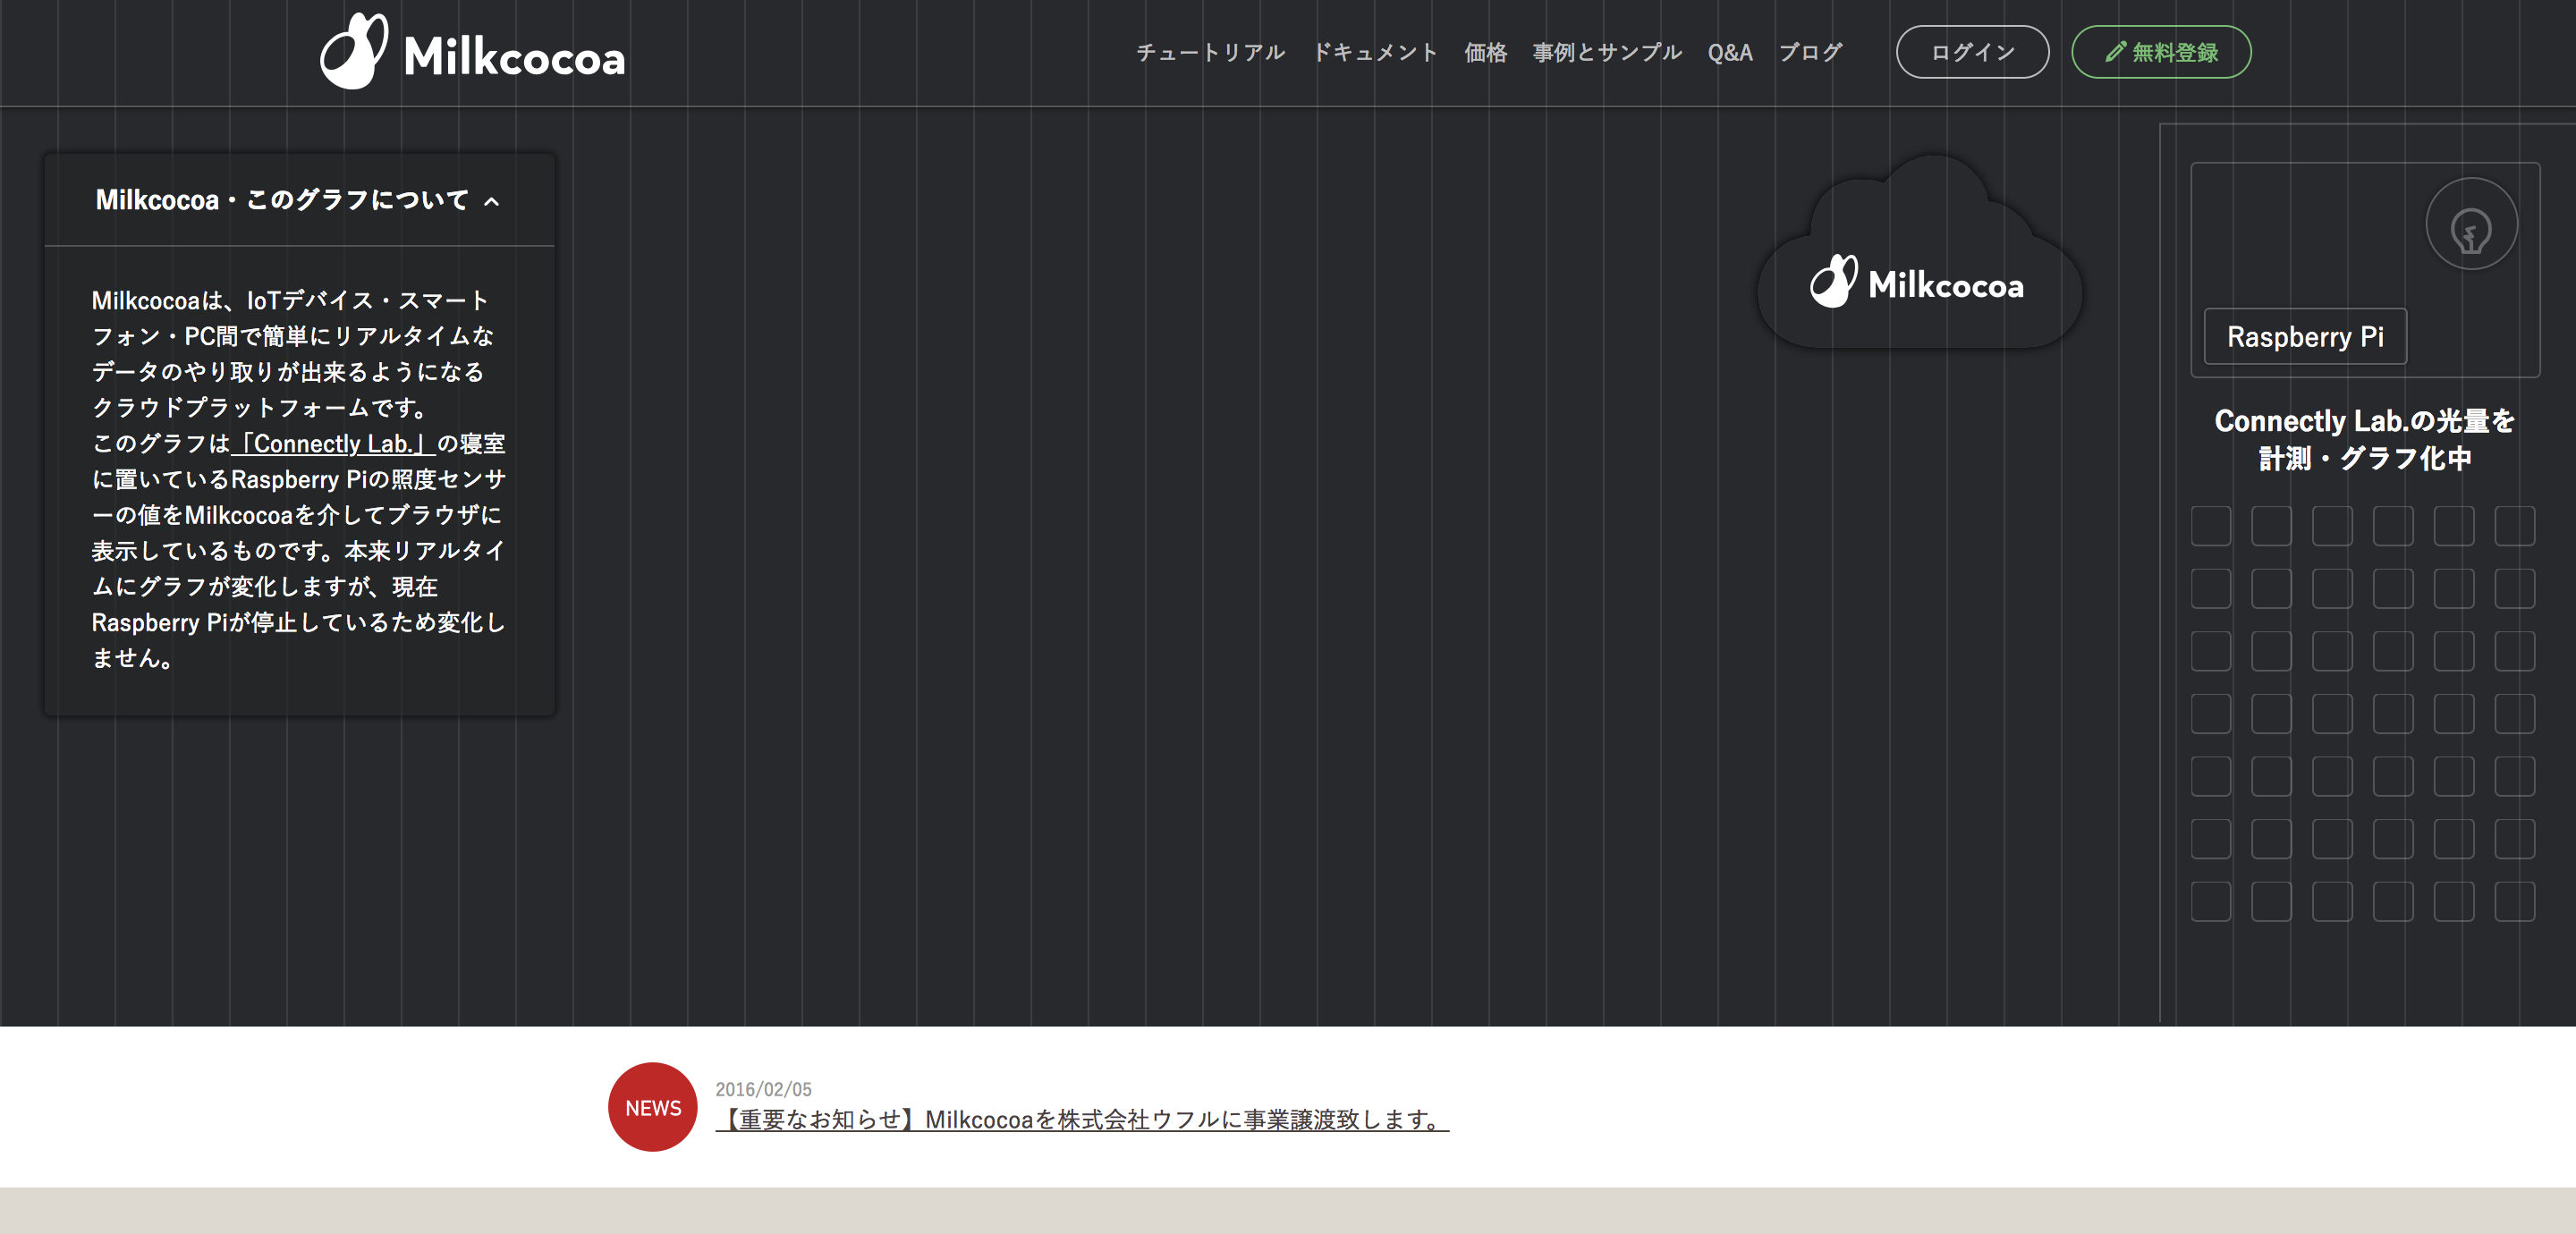 Milkcocoa
チュートリアル ドキュメント 価格 事例とサンプル Q&A ブログ ログイン 無料登録
Milkcocoa・このグラフについて
Milkcocoaは、IoTデバイス・スマート
フォン・PC間で簡単にリアルタイムな
データのやり取りが出来るようになる
クラウドプラットフォームです。
このグラフは「Connectly Lab.」の寝室
に置いているRaspberry Piの照度センサ
ーの値をMilkcocoaを介してブラウザに
表示しているものです。本来リアルタイ
ムにグラフが変化しますが、現在
Raspberry Piが停止しているため変化し
ません。
Milkcocoa
Raspberry Pi
Connectly Lab.の光量を
計測・グラフ化中
NEWS
2016/02/05
【重要なお知らせ】Milkcocoaを株式会社ウフルに事業譲渡致します。